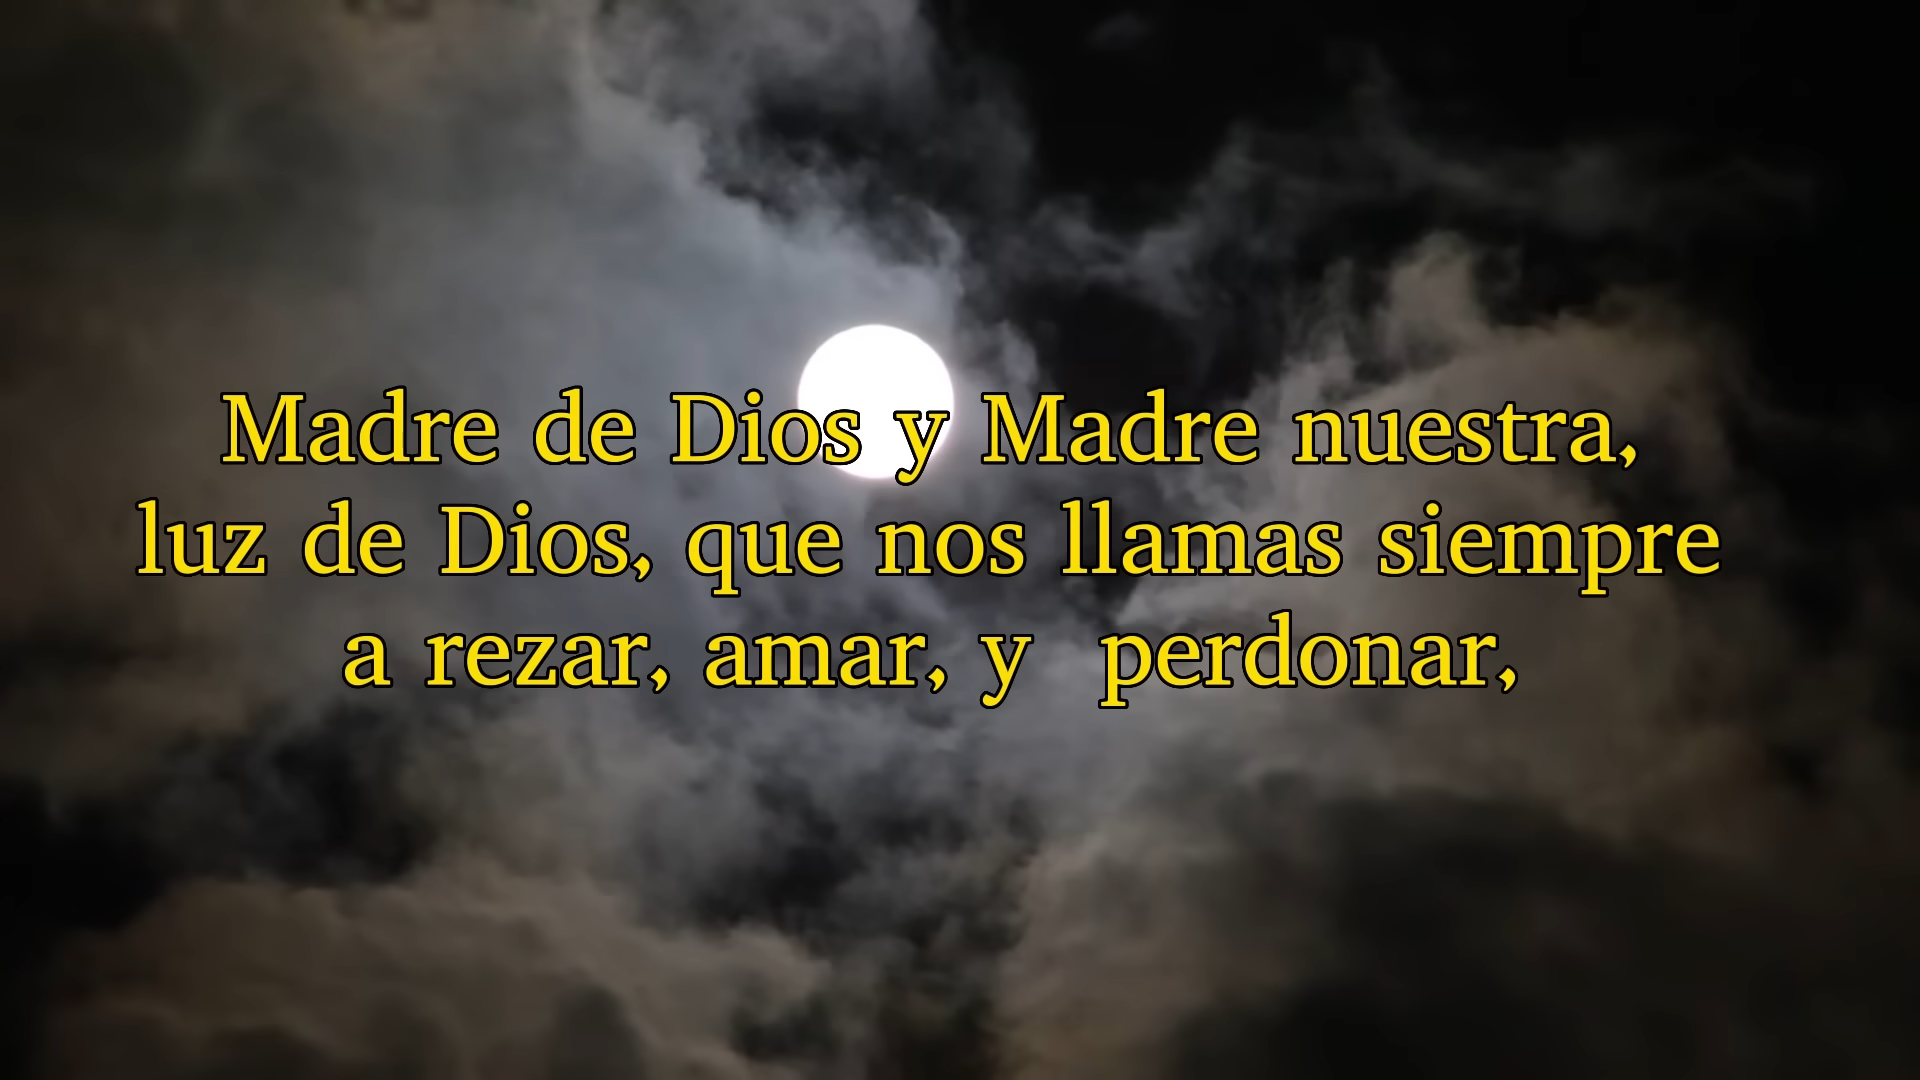 Madre de Dios y Madre nuestra,
luz de Dios, que nos llamas siempre
a rezar, amar, y  perdonar,